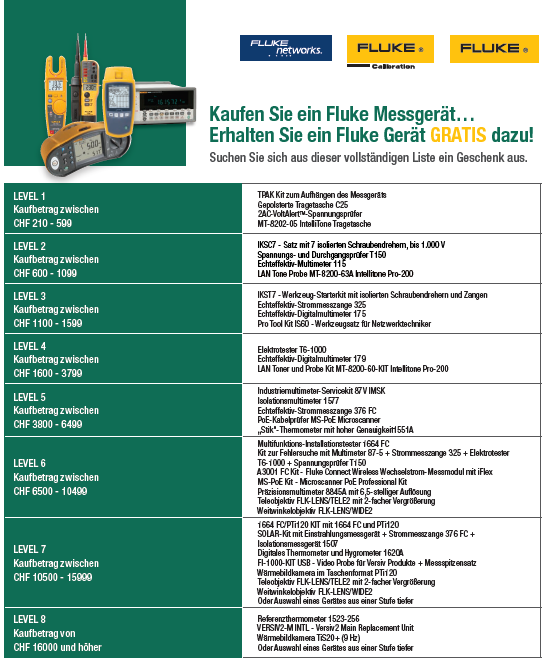 FLUKE
networks.
FLUKE®
Calibration
FLUKE®
Kaufen Sie ein Fluke Messgerät…
Erhalten Sie ein Fluke Gerät GRATIS dazu!
Suchen Sie sich aus dieser vollständigen Liste ein Geschenk aus.
LEVEL 1
Kaufbetrag zwischen
CHF 210 - 599
TPAK Kit zum Aufhängen des Messgeräts
Gepolsterte Tragetasche C25
2AC-VoltAlert™-Spannungsprüfer
MT-8202-05 IntelliTone Tragetasche
LEVEL 2
Kaufbetrag zwischen
CHF 600 - 1099
IKSC7 - Satz mit 7 isolierten Schraubendrehern, bis 1.000 V
Spannungs- und Durchgangsprüfer T150
Echteffektiv-Multimeter 115
LAN Tone Probe MT-8200-63A Intellitone Pro-200
LEVEL 3
Kaufbetrag zwischen
CHF 1100 - 1599
IKST7 - Werkzeug-Starterkit mit isolierten Schraubendrehern und Zangen
Echteffektiv-Strommesszange 325
Echteffektiv-Digitalmultimeter 175
Pro Tool Kit IS60 - Werkzeugsatz für Netzwerktechniker
LEVEL 4
Kaufbetrag zwischen
CHF 1600 - 3799
Elektrotester T6-1000
Echteffektiv-Digitalmultimeter 179
LAN Toner und Probe Kit MT-8200-60-KIT Intellitone Pro-200
LEVEL 5
Kaufbetrag zwischen
CHF 3800 - 6499
Industriemultimeter-Servicekit 87V IMSK
Isolationsmultimeter 1577
Echteffektiv-Strommesszange 376 FC
PoE-Kabelprüfer MS-PoE Microscanner
„Stik"-Thermometer mit hoher Genauigkeit1551A
LEVEL 6
Kaufbetrag zwischen
CHF 6500 - 10499
Multifunktions-Installationstester 1664 FC
Kit zur Fehlersuche mit Multimeter 87-5 + Strommesszange 325 + Elektrotester
T6-1000 + Spannungsprüfer T150
A3001 FC Kit - Fluke Connect Wireless Wechselstrom-Messmodul mit iFlex
MS-PoE Kit - Microscanner PoE Professional Kit
Präzisionsmultimeter 8845A mit 6,5-stelliger Auflösung
Teleobjektiv FLK-LENS/TELE2 mit 2-facher Vergrößerung
Weitwinkelobjektiv FLK-LENS/WIDE2
LEVEL 7
Kaufbetrag zwischen
CHF 10500 - 15999
1664 FC/PTi120 KIT mit 1664 FC und PTi120
SOLAR-Kit mit Einstrahlungsmessgerät + Strommesszange 376 FC +
Isolationsmessgerät 1507
Digitales Thermometer und Hygrometer 1620A
FI-1000-KIT USB - Video Probe für Versiv Produkte + Messspitzensatz
Wärmebildkamera im Taschenformat PTi120
Teleobjektiv FLK-LENS/TELE2 mit 2-facher Vergrößerung
Weitwinkelobjektiv FLK-LENS/WIDE2
Oder Auswahl eines Gerätes aus einer Stufe tiefer
LEVEL 8
Kaufbetrag von
CHF 16000 und höher
Referenzthermometer 1523-256
VERSIV2-M INTL - Versiv2 Main Replacement Unit
Wärmebildkamera TiS20+ (9 Hz)
Oder Auswahl eines Gerätes aus einer Stufe tiefer